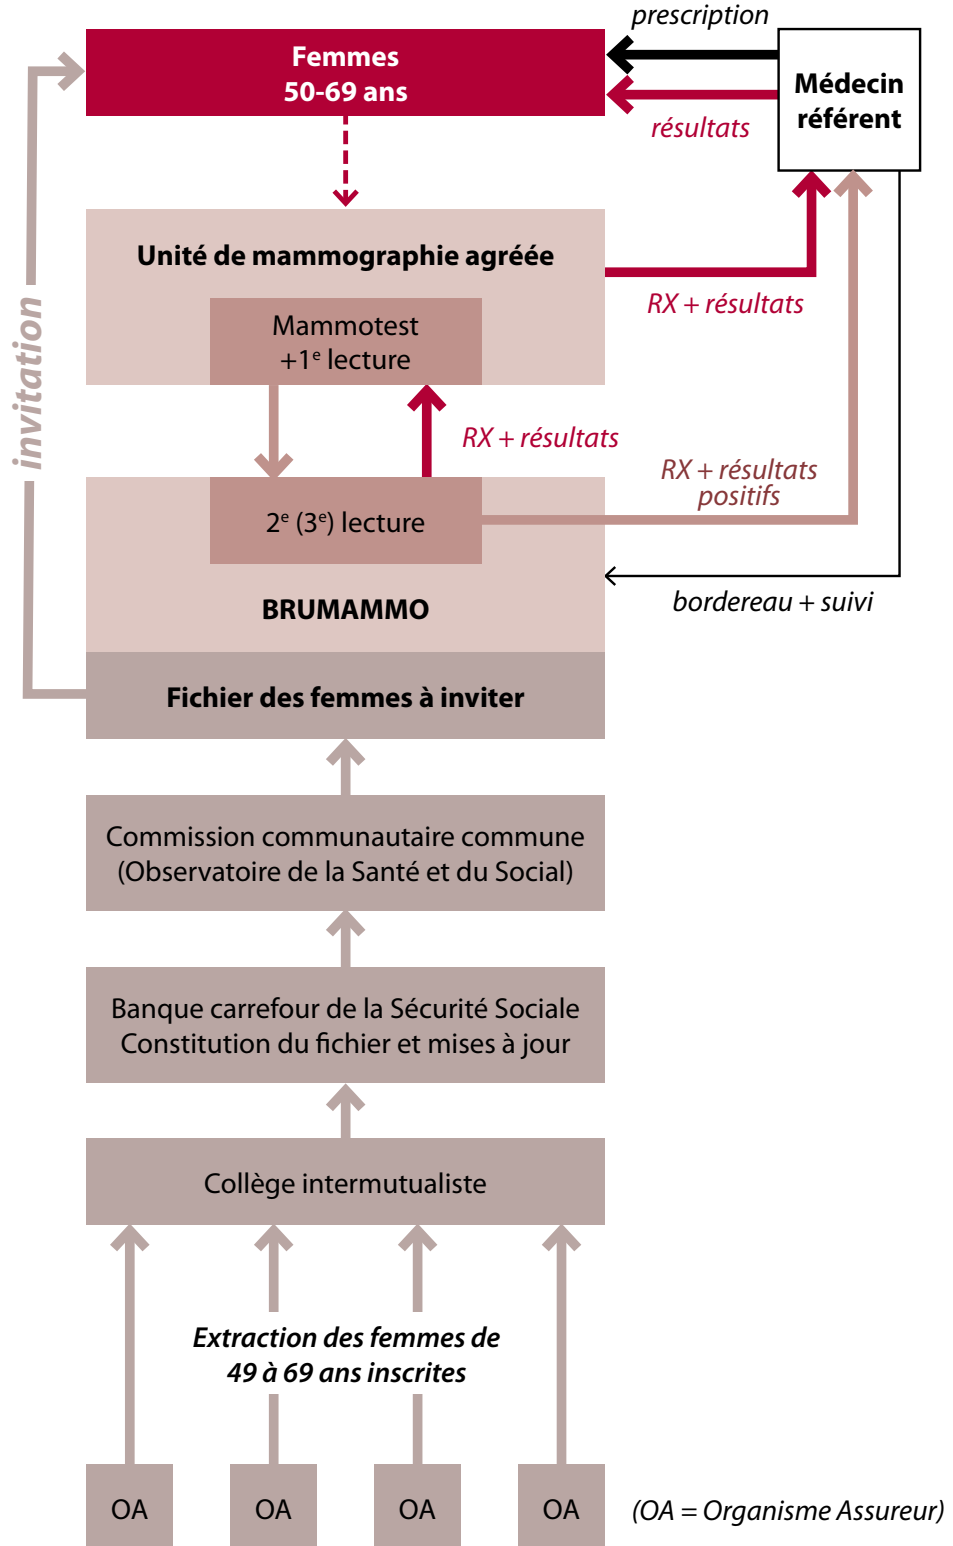 prescription
Femmes
50-69 ans
Médecin
référent
résultats
Unité de mammographie agréée
RX + résultats
Mammotest
+1e lecture
invitation
RX + résultats
RX + résultats
positifs
2e (3e) lecture
bordereau + suivi
BRUMAMMO
Fichier des femmes à inviter
Commission communautaire commune
(Observatoire de la Santé et du Social)
Banque carrefour de la Sécurité Sociale
Constitution du fichier et mises à jour
Collège intermutualiste
Extraction des femmes de
49 à 69 ans inscrites
OA
OA
OA
OA
(OA = Organisme Assureur)